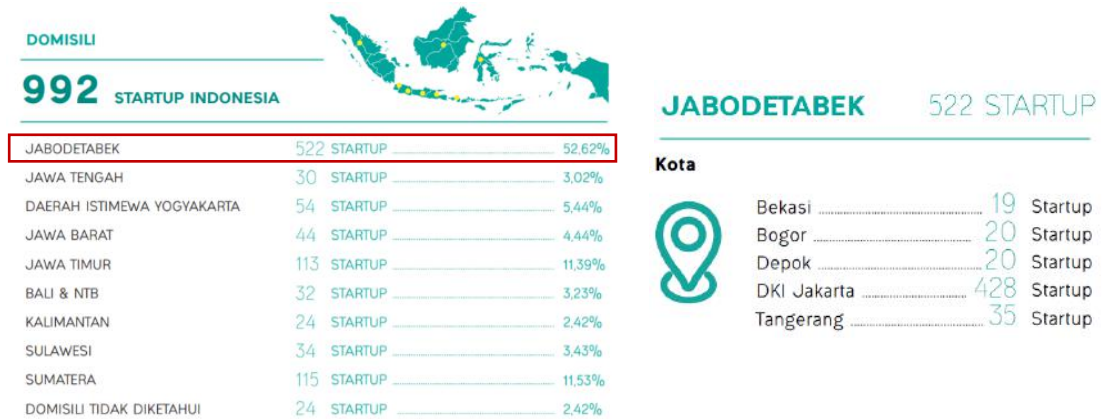 DOMISILI
992 STARTUP INDONESIA
JABODETABEK 522 STARTUP 52,62%
JAWA TENGAH 30 STARTUP 3,02%
DAERAH ISTIMEWA YOGYAKARTA 54 STARTUP 5,44%
JAWA BARAT 44 STARTUP 4,44%
JAWA TIMUR 113 STARTUP 11,39%
BALI & NTB 32 STARTUP 3,23%
KALIMANTAN 24 STARTUP 2,42%
SULAWESI 34 STARTUP 3,43%
SUMATERA 115 STARTUP 11,53%
DOMISILI TIDAK DIKETAHUI 24 STARTUP 2,42%
JABODETABEK 522 STARTUP
Kota
Bekasi 19 Startup
Bogor 20 Startup
Depok 20 Startup
DKI Jakarta 428 Startup
Tangerang 35 Startup